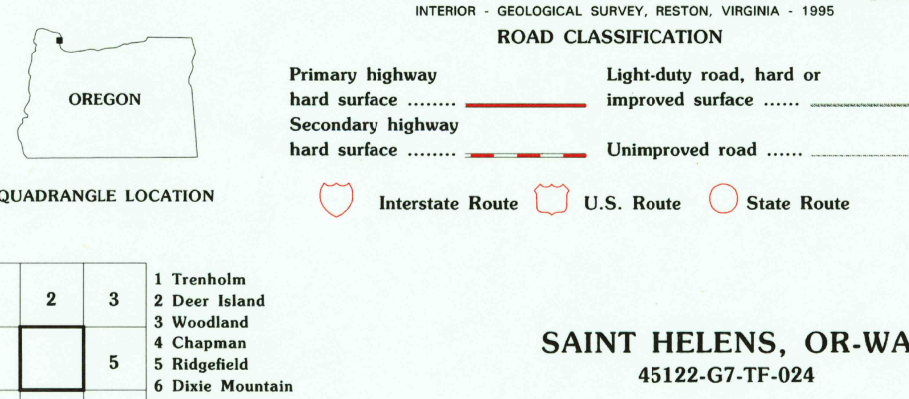 INTERIOR - GEOLOGICAL SURVEY, RESTON, VIRGINIA - 1995
ROAD CLASSIFICATION
Primary highway
hard surface ........
Light-duty road, hard or
improved surface ......
Secondary highway
hard surface ........
Unimproved road ......
Interstate Route
U.S. Route
State Route
OREGON
QUADRANGLE LOCATION
2
3
5
1 Trenholm
2 Deer Island
3 Woodland
4 Chapman
5 Ridgefield
6 Dixie Mountain
SAINT HELENS, OR-WA
45122-G7-TF-024